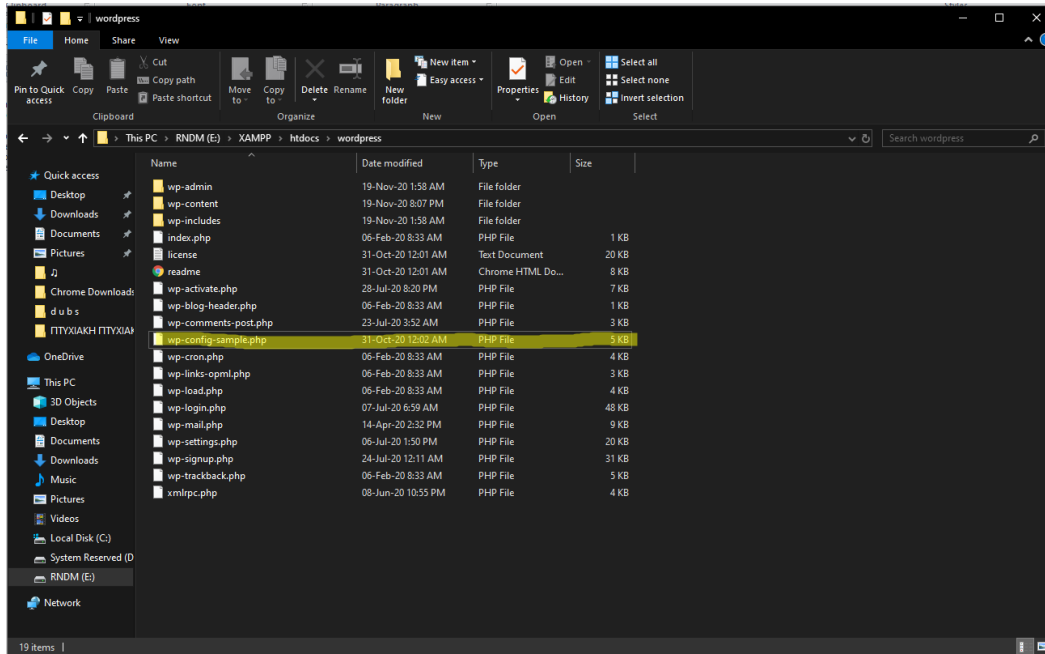 wordpress
File Home Share View
Pin to Quick access
Copy
Paste
Cut
Copy path
Paste shortcut
Clipboard
Move to
Copy to
Delete
Rename
Organize
New folder
New item
Easy access
New
Properties
Open
Edit
History
Open
Select all
Select none
Invert selection
Select
This PC > RNDM (E:) > XAMPP > htdocs > wordpress
Search wordpress
Name Date modified Type Size
wp-admin 19-Nov-20 1:58 AM File folder
wp-content 19-Nov-20 8:07 PM File folder
wp-includes 19-Nov-20 1:58 AM File folder
index.php 06-Feb-20 8:33 AM PHP File 1 KB
license 31-Oct-20 12:01 AM Text Document 20 KB
readme 31-Oct-20 12:01 AM Chrome HTML Do... 8 KB
wp-activate.php 28-Jul-20 8:20 PM PHP File 7 KB
wp-blog-header.php 06-Feb-20 8:33 AM PHP File 1 KB
wp-comments-post.php 23-Jul-20 3:52 AM PHP File 3 KB
wp-config-sample.php 31-Oct-20 12:02 AM PHP File 5 KB
wp-cron.php 06-Feb-20 8:33 AM PHP File 4 KB
wp-links-opml.php 06-Feb-20 8:33 AM PHP File 3 KB
wp-load.php 06-Feb-20 8:33 AM PHP File 4 KB
wp-login.php 07-Jul-20 6:59 AM PHP File 48 KB
wp-mail.php 14-Apr-20 2:32 PM PHP File 9 KB
wp-settings.php 06-Jul-20 1:50 PM PHP File 20 KB
wp-signup.php 24-Jul-20 12:11 AM PHP File 31 KB
wp-trackback.php 06-Feb-20 8:33 AM PHP File 5 KB
xmlrpc.php 08-Jun-20 10:55 PM PHP File 4 KB
Quick access
Desktop
Downloads
Documents
Pictures
♫
Chrome Downloads
d u b s
ΠΤΥΧΙΑΚΗ ΠΤΥΧΙΑΚ
OneDrive
This PC
3D Objects
Desktop
Documents
Downloads
Music
Pictures
Videos
Local Disk (C:)
System Reserved (D
RNDM (E:)
Network
19 items